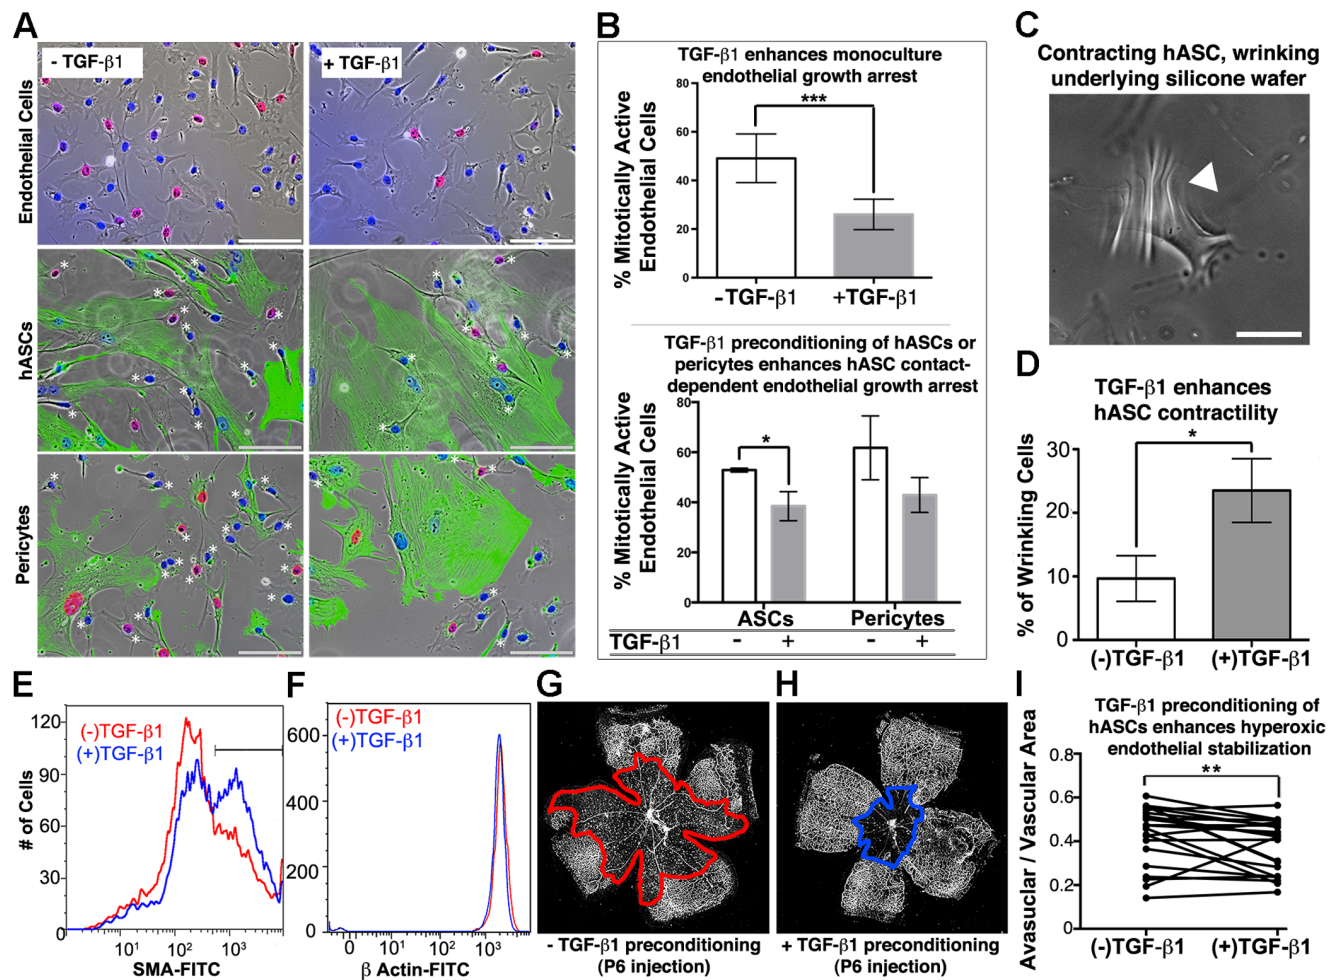 A
- TGF-β1
+ TGF-β1
Endothelial Cells
hASCs
Pericytes
B
TGF-β1 enhances monoculture
endothelial growth arrest
% Mitotically Active
Endothelial Cells
80
60
40
20
0
***
-TGF-β1
+TGF-β1
TGF-β1 preconditioning of hASCs or
pericytes enhances hASC contact-
dependent endothelial growth arrest
% Mitotically Active
Endothelial Cells
80
60
40
20
0
*
ASCs
Pericytes
TGF-β1 - + - +
C
Contracting hASC, wrinking
underlying silicone wafer
D
TGF-β1 enhances
hASC contractility
% of Wrinkling Cells
30
20
10
0
*
(-)TGF-β1
(+)TGF-β1
E
(-)TGF-β1
(+)TGF-β1
# of Cells
120
90
60
30
0
10¹ 10² 10³
SMA-FITC
F
(-)TGF-β1
(+)TGF-β1
600
400
200
0
0 10¹ 10² 10³
β Actin-FITC
G
- TGF-β1 preconditioning
(P6 injection)
H
+ TGF-β1 preconditioning
(P6 injection)
I
TGF-β1 preconditioning of
hASCs enhances hyperoxic
endothelial stabilization
Avasuclar / Vascular Area
0.8
0.6
0.4
0.2
0
**
(-)TGF-β1
(+)TGF-β1